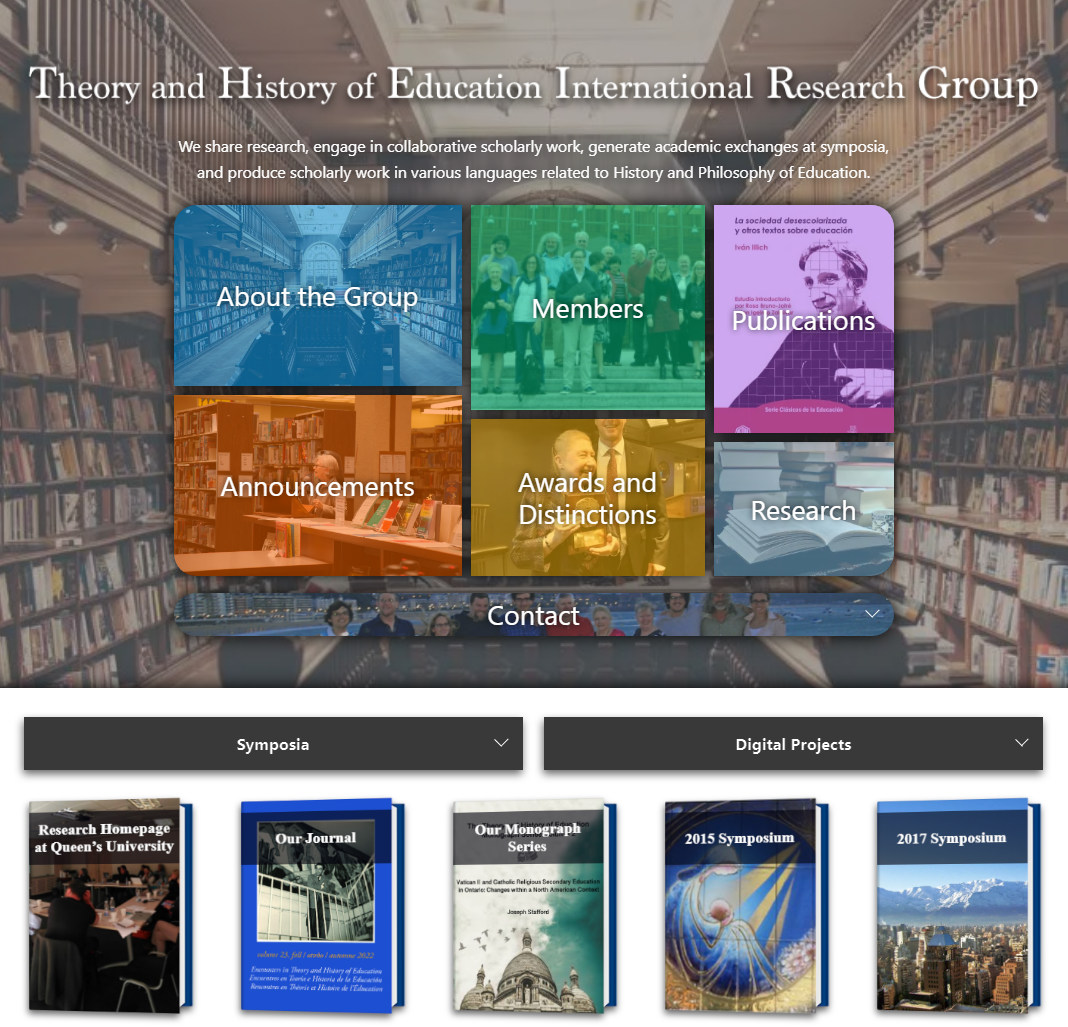 Theory and History of Education International Research Group
We share research, engage in collaborative scholarly work, generate academic exchanges at symposia,
and produce scholarly work in various languages related to History and Philosophy of Education.
About the Group
Members
La sociedad desescolarizada
y otros textos sobre educación
Iván Illich
Estudio introductorio
Publications
Serie Clásicos de la Educación
Announcements
Awards and
Distinctions
Research
Contact
Symposia
Digital Projects
Research Homepage
at Queen's University
Our Journal
volume 23, fall / otoño / automne 2022
Encounters in Theory and History of Education
Encuentros en Teoría e Historia de la Educación
Rencontres en Théorie et Histoire de l'Éducation
Our Monograph
Series
Vatican II and Catholic Religious Secondary Education
in Ontario: Changes within a North American Context
Joseph Stafford
2015 Symposium
2017 Symposium